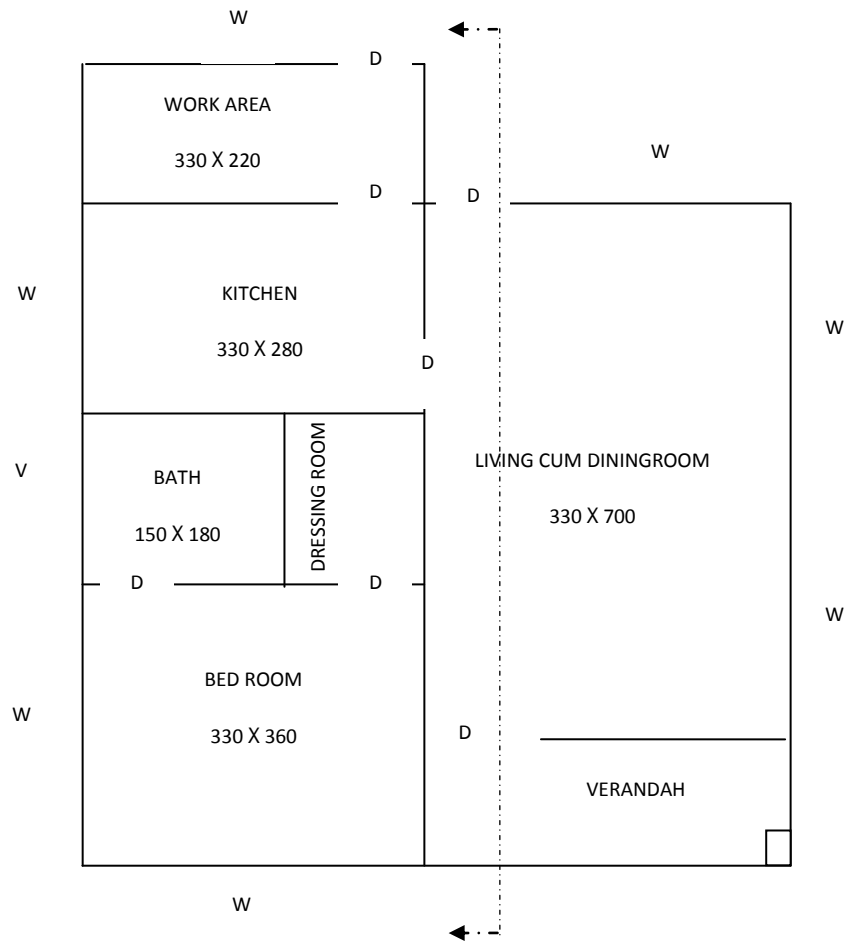 W
D
WORK AREA
330 X 220
W
D
D
W
KITCHEN
330 X 280
W
D
V
BATH
150 X 180
DRESSING ROOM
LIVING CUM DININGROOM
330 X 700
D
D
W
BED ROOM
330 X 360
W
D
VERANDAH
W